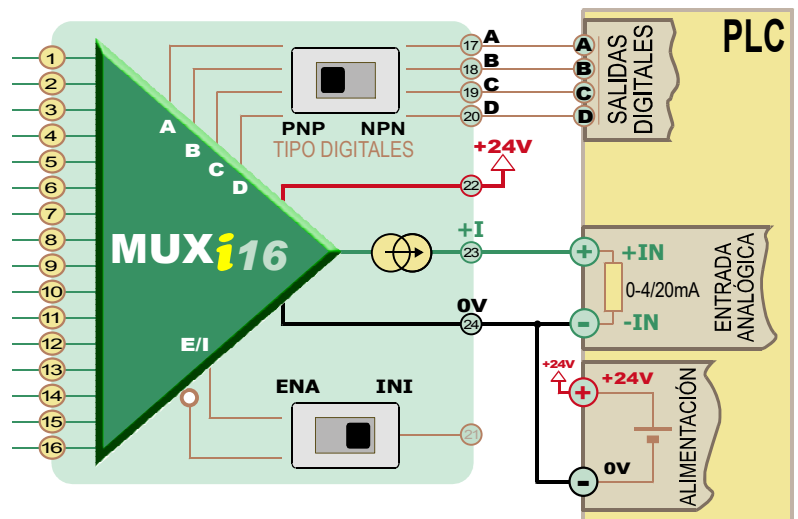 PLC
1
2
3
4
5
6
7
8
9
10
11
12
13
14
15
16
MUXi16
A
B
C
D
E/I
PNP NPN
TIPO DIGITALES
17 A
18 B
19 C
20 D
A
B
C
D
SALIDAS
DIGITALES
+24V
22
+I
23
0V
24
+
+IN
0-4/20mA
-
-IN
ENTRADA
ANALÓGICA
ENA INI
21
+24V
+
+24V
-
0V
ALIMENTACIÓN